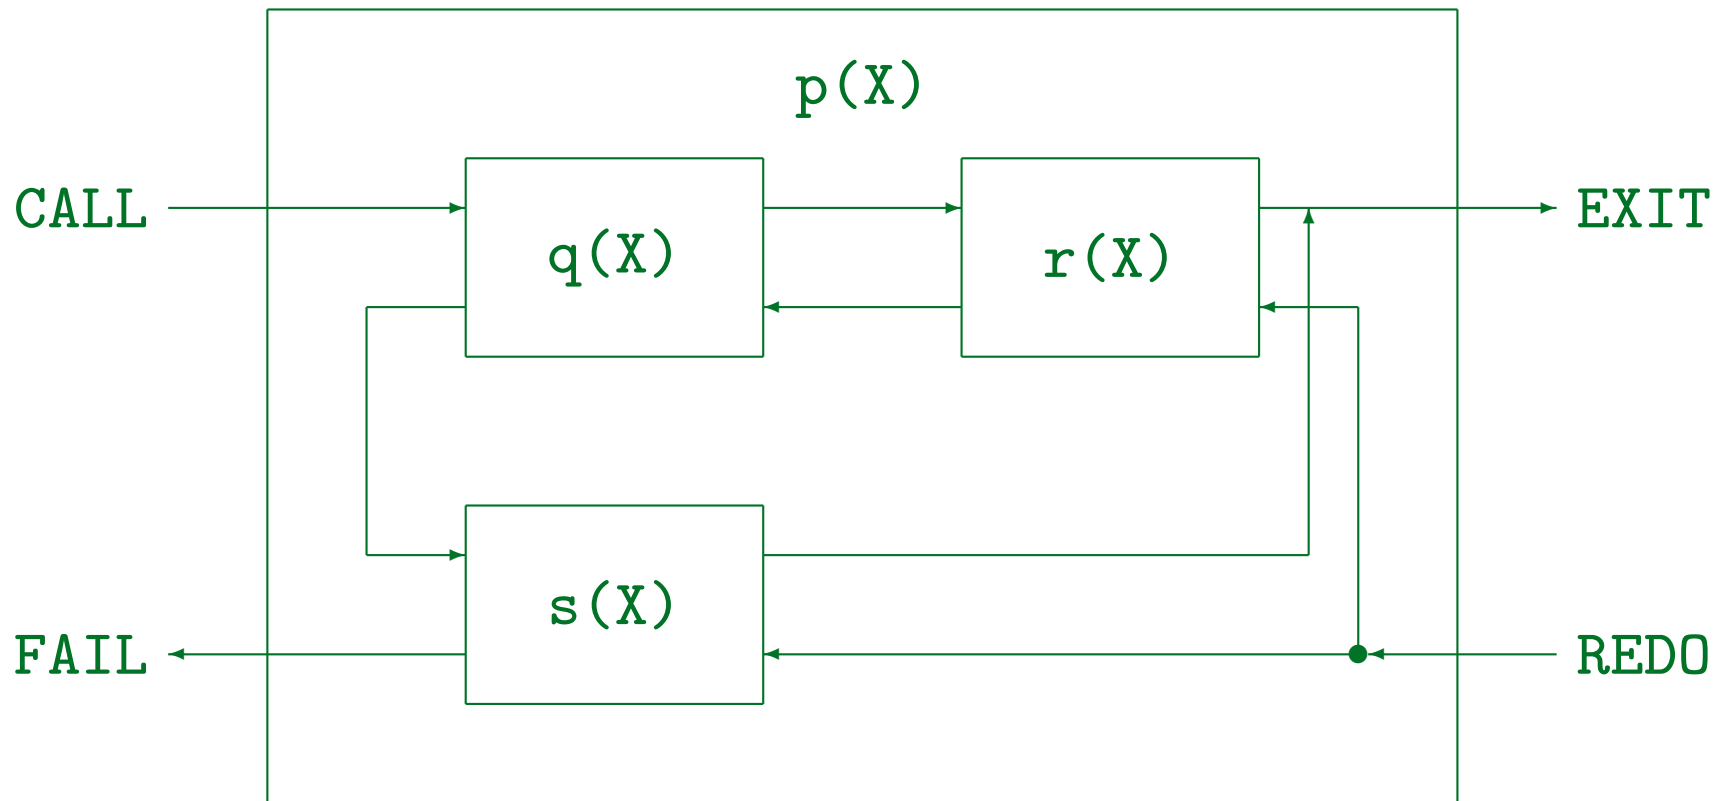 p(X)
CALL
q(X)
r(X)
EXIT
s(X)
FAIL
REDO